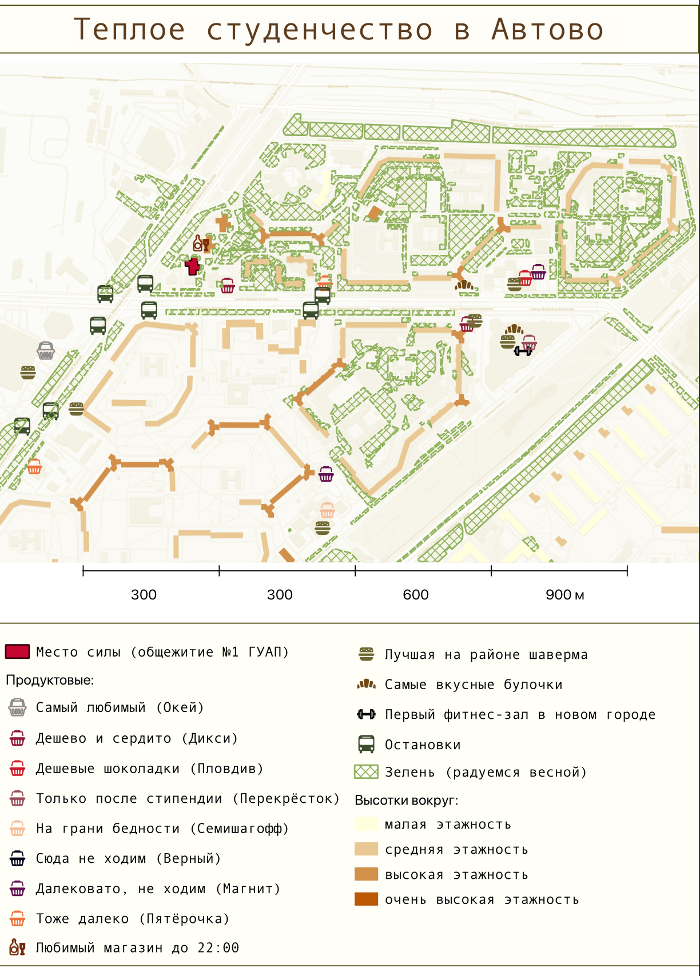 Теплое студенчество в Автово
300 300 600 900 м
Место силы (общежитие №1 ГУАП)
Продуктовые:
Самый любимый (Окей)
Дешево и сердито (Дикси)
Дешевые шоколадки (Пловдив)
Только после стипендии (Перекрёсток)
На грани бедности (Семишагофф)
Сюда не ходим (Верный)
Далековато, не ходим (Магнит)
Тоже далеко (Пятёрочка)
Любимый магазин до 22:00
Лучшая на районе шаверма
Самые вкусные булочки
Первый фитнес-зал в новом городе
Остановки
Зелень (радуемся весной)
Высотки вокруг:
малая этажность
средняя этажность
высокая этажность
очень высокая этажность